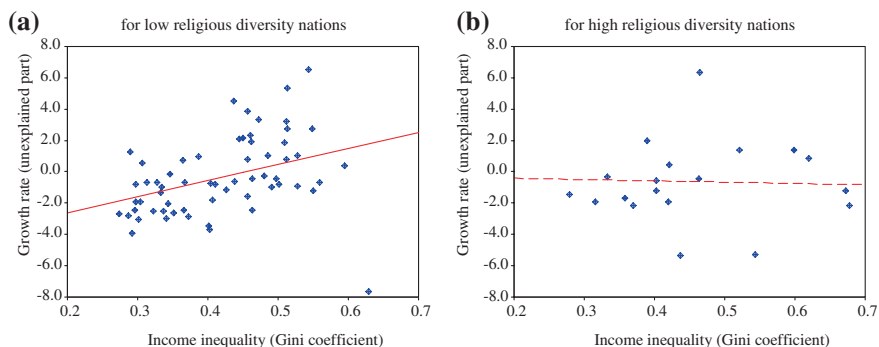 (a)
for low religious diversity nations
Growth rate (unexplained part)
8.0
6.0
4.0
2.0
0.0
-2.0
-4.0
-6.0
-8.0
0.2 0.3 0.4 0.5 0.6 0.7
Income inequality (Gini coefficient)
(b)
for high religious diversity nations
Growth rate (unexplained part)
8.0
6.0
4.0
2.0
0.0
-2.0
-4.0
-6.0
-8.0
0.2 0.3 0.4 0.5 0.6 0.7
Income inequality (Gini coefficient)